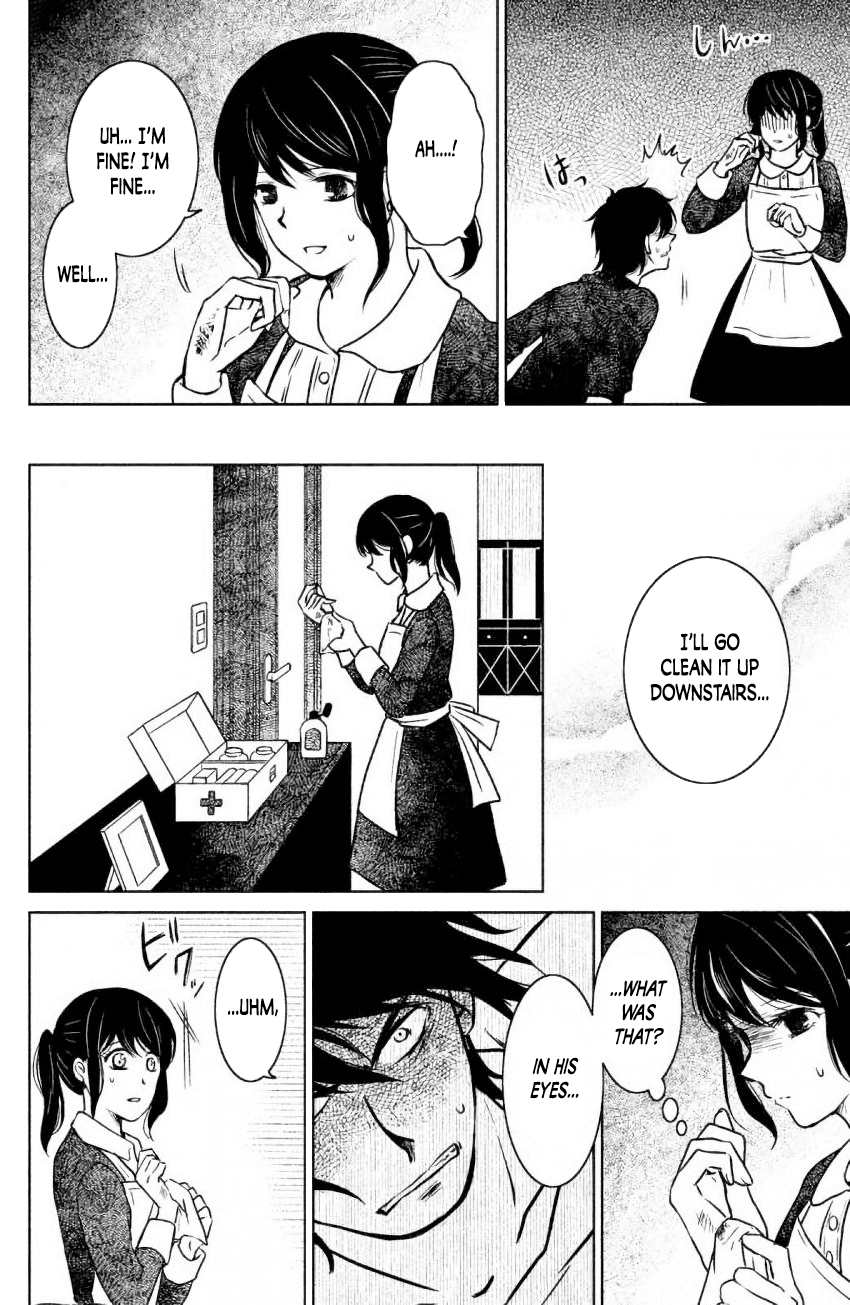 しん…
はっ
AH....!
UH... I'M
FINE! I'M
FINE...
WELL...
I'LL GO
CLEAN IT UP
DOWNSTAIRS...
...WHAT
WAS
THAT?
IN HIS
EYES...
...UHM,
ビクッ